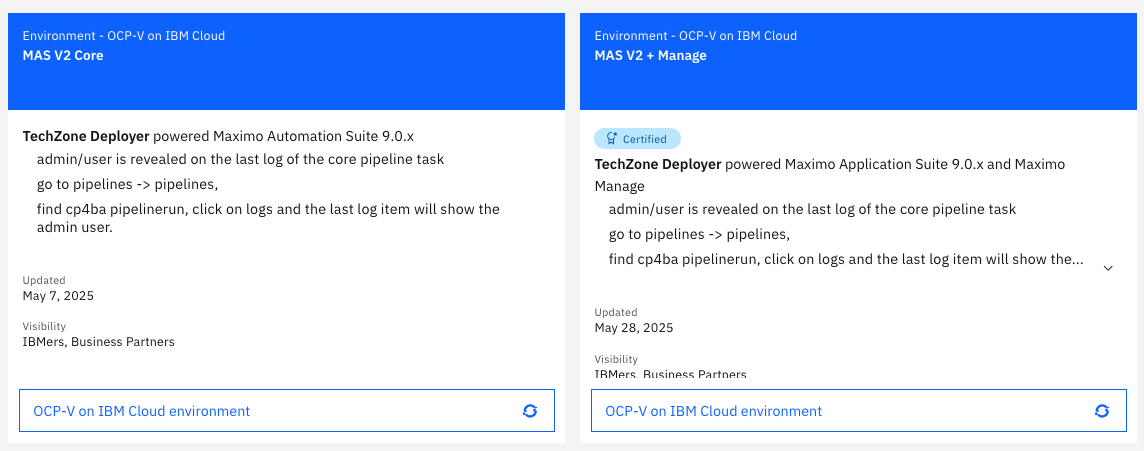 Environment - OCP-V on IBM Cloud
MAS V2 Core
TechZone Deployer powered Maximo Automation Suite 9.0.x
admin/user is revealed on the last log of the core pipeline task
go to pipelines -> pipelines,
find cp4ba pipelinerun, click on logs and the last log item will show the
admin user.
Updated
May 7, 2025
Visibility
IBMers, Business Partners
OCP-V on IBM Cloud environment
Environment - OCP-V on IBM Cloud
MAS V2 + Manage
Certified
TechZone Deployer powered Maximo Application Suite 9.0.x and Maximo
Manage
admin/user is revealed on the last log of the core pipeline task
go to pipelines -> pipelines,
find cp4ba pipelinerun, click on logs and the last log item will show the...
Updated
May 28, 2025
Visibility
IBMers, Business Partners
OCP-V on IBM Cloud environment